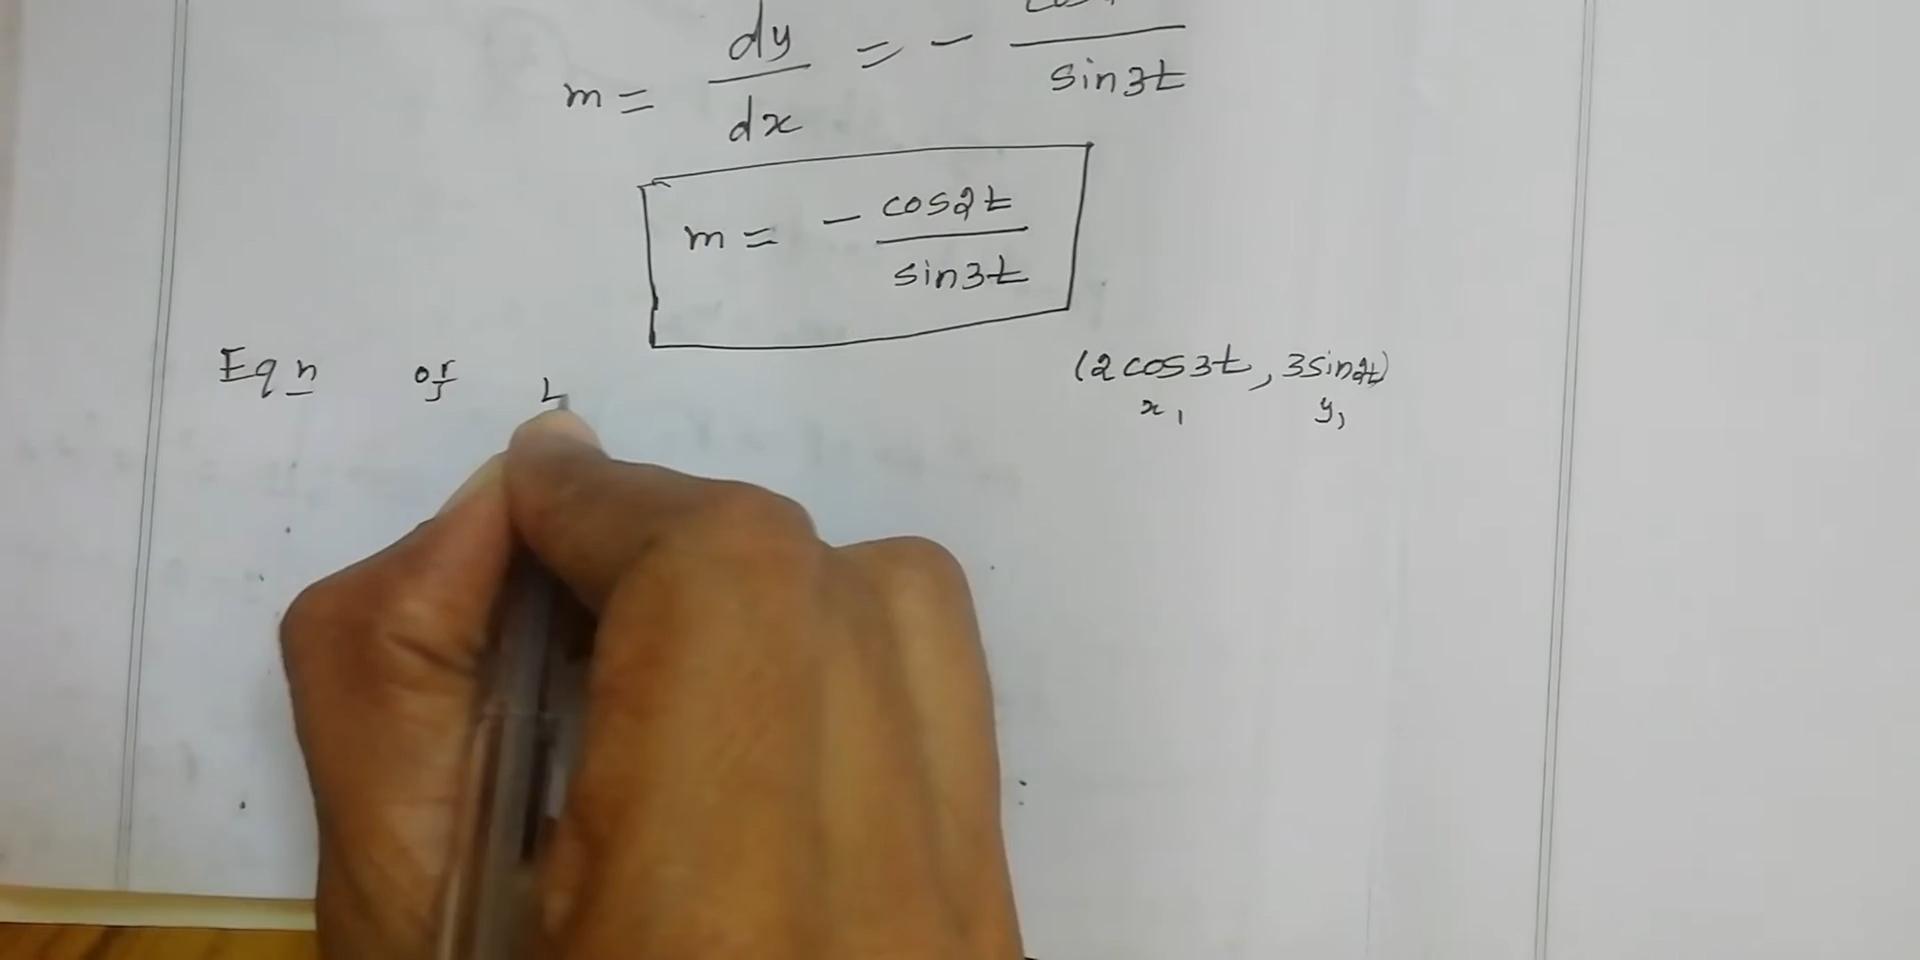 m = dy/dx = - /sin3t
m = - cos2t/sin3t
Eqn of (2cos3t, 3sin2t)
x1 y1